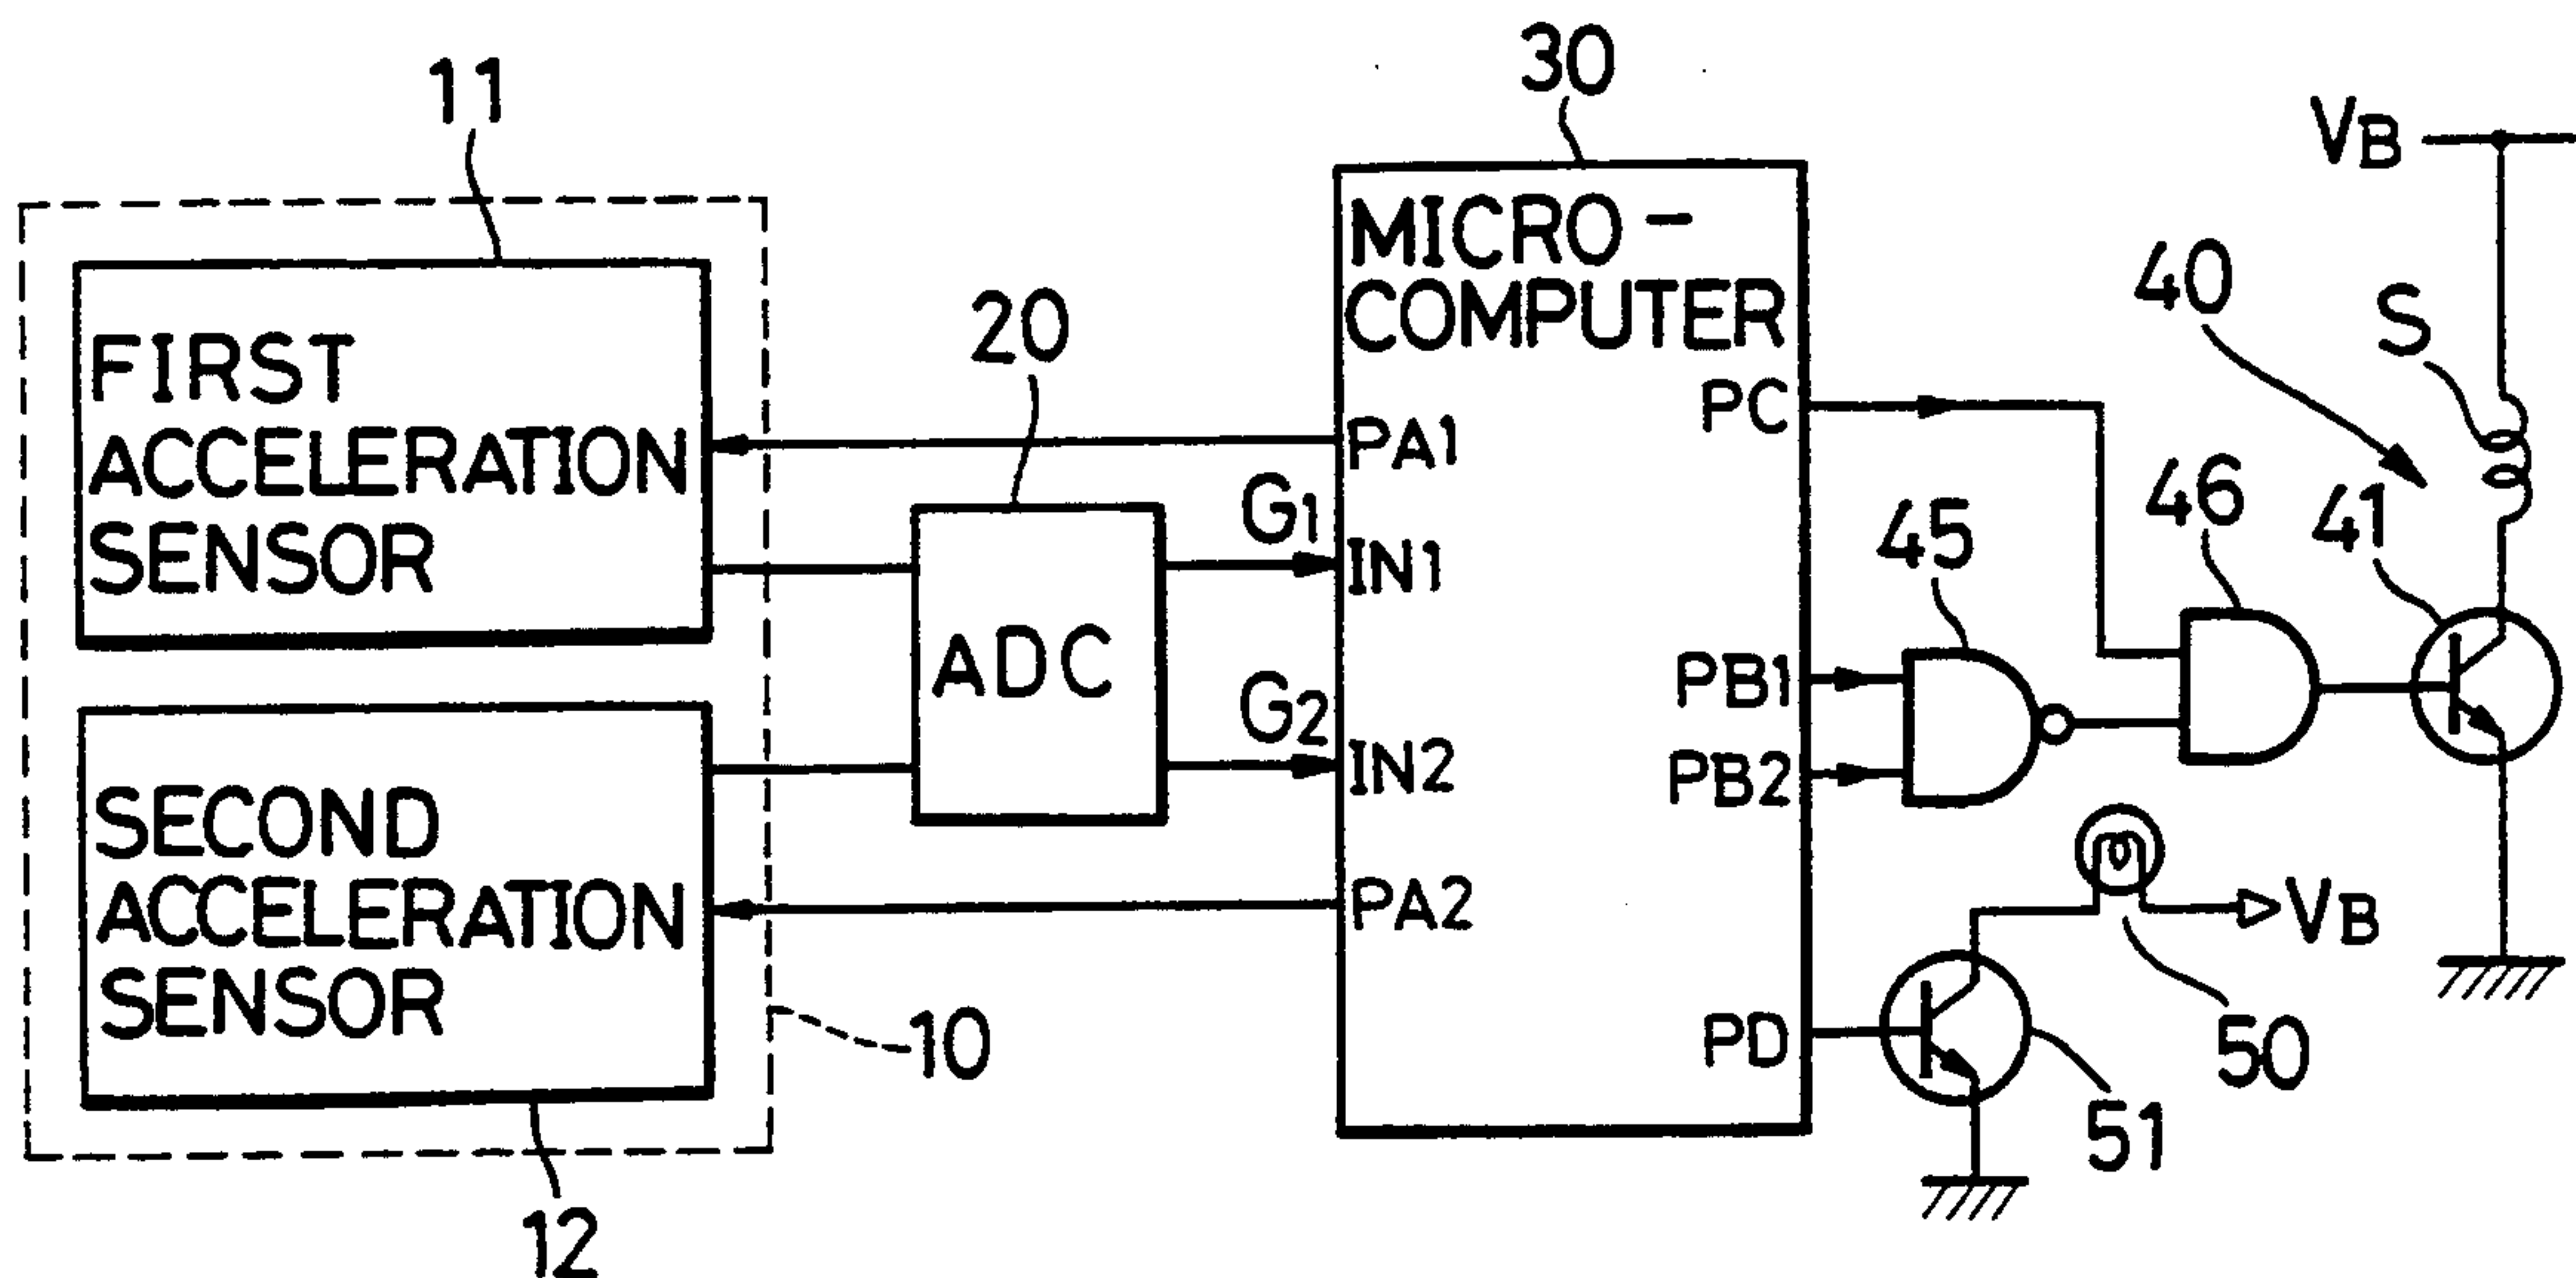 11
30
VB
FIRST
ACCELERATION
SENSOR
20
MICRO-
COMPUTER
PC
40
S
PA1
G1
IN1
45
46
41
ADC
PB1
G2
IN2
PB2
SECOND
ACCELERATION
SENSOR
PA2
VB
10
PD
50
51
12